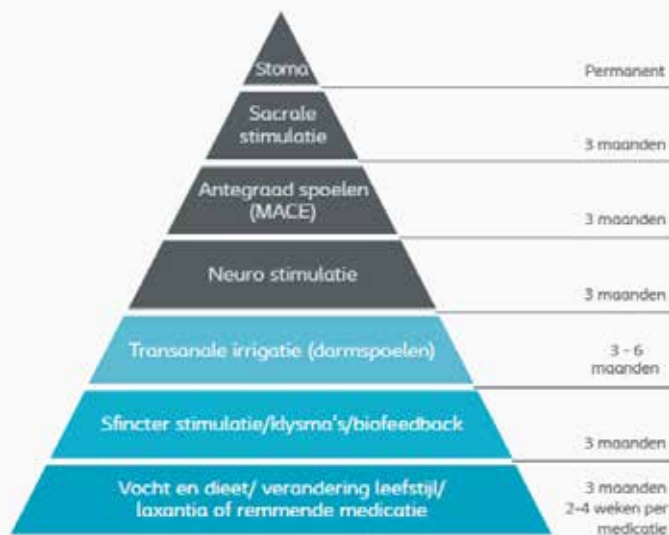 Stoma
Permanent
Sacrale
stimulatie
3 maanden
Antegraad spoelen
(MACE)
3 maanden
Neuro stimulatie
3 maanden
Transanale irrigatie (darmspoelen)
3 - 6
maanden
Sfincter stimulatie/klysma's/biofeedback
3 maanden
Vocht en dieet/ verandering leefstijl/
laxantia of remmende medicatie
3 maanden
2-4 weken per
medicatie